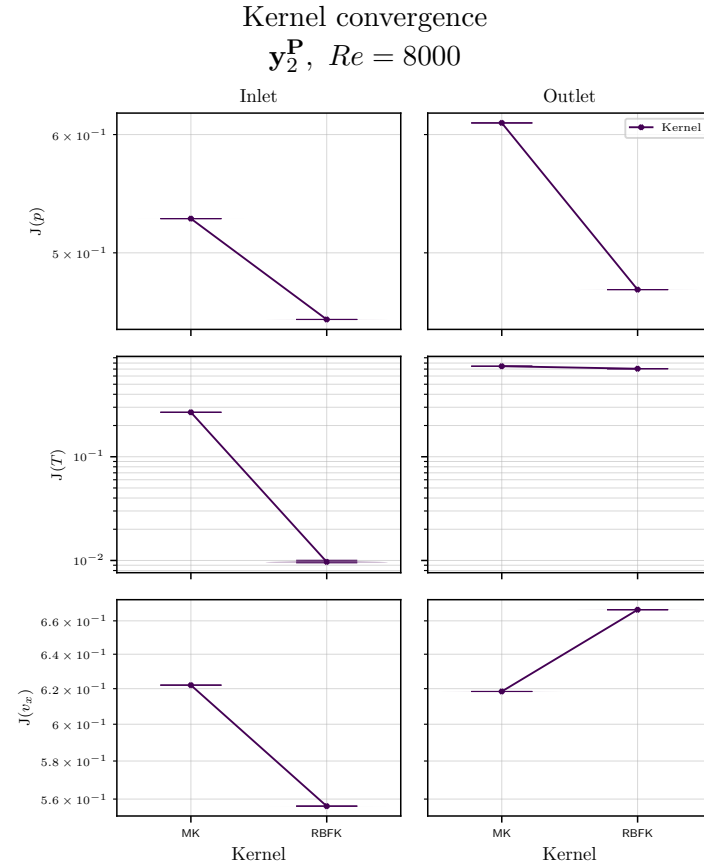 Kernel convergence
y₂ᴾ, Re = 8000
Inlet
Outlet
J(p)
6 × 10⁻¹
5 × 10⁻¹
Kernel
J(T)
10⁻¹
10⁻²
J(vₓ)
6.6 × 10⁻¹
6.4 × 10⁻¹
6.2 × 10⁻¹
6 × 10⁻¹
5.8 × 10⁻¹
5.6 × 10⁻¹
MK RBFK
MK RBFK
Kernel
Kernel